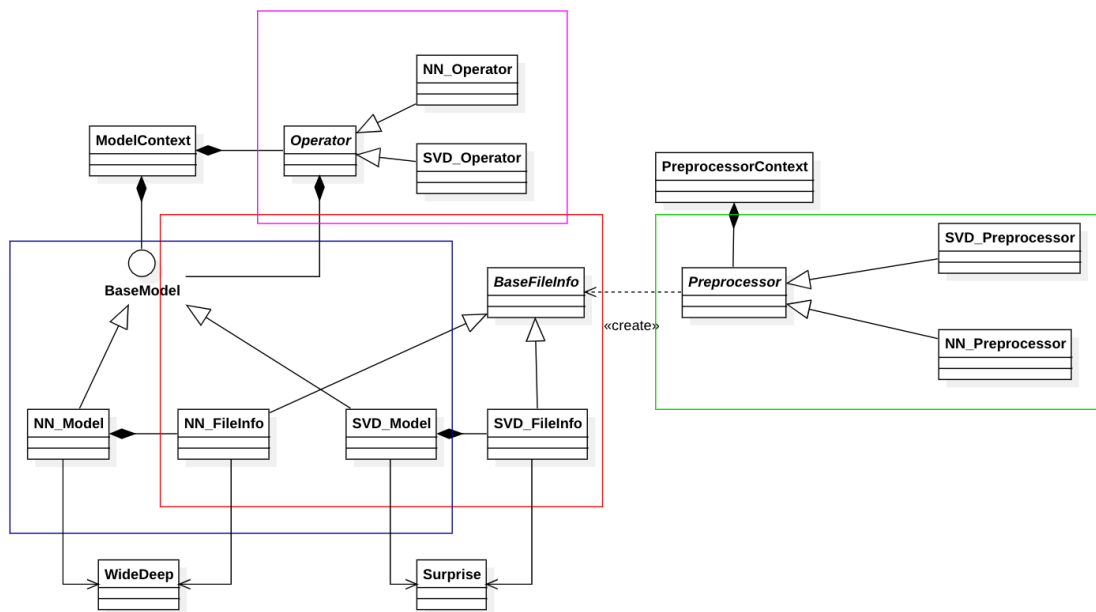 NN_Operator
ModelContext
Operator
SVD_Operator
PreprocessorContext
SVD_Preprocessor
BaseModel
BaseFileInfo
Preprocessor
«create»
NN_Preprocessor
NN_Model
NN_FileInfo
SVD_Model
SVD_FileInfo
WideDeep
Surprise